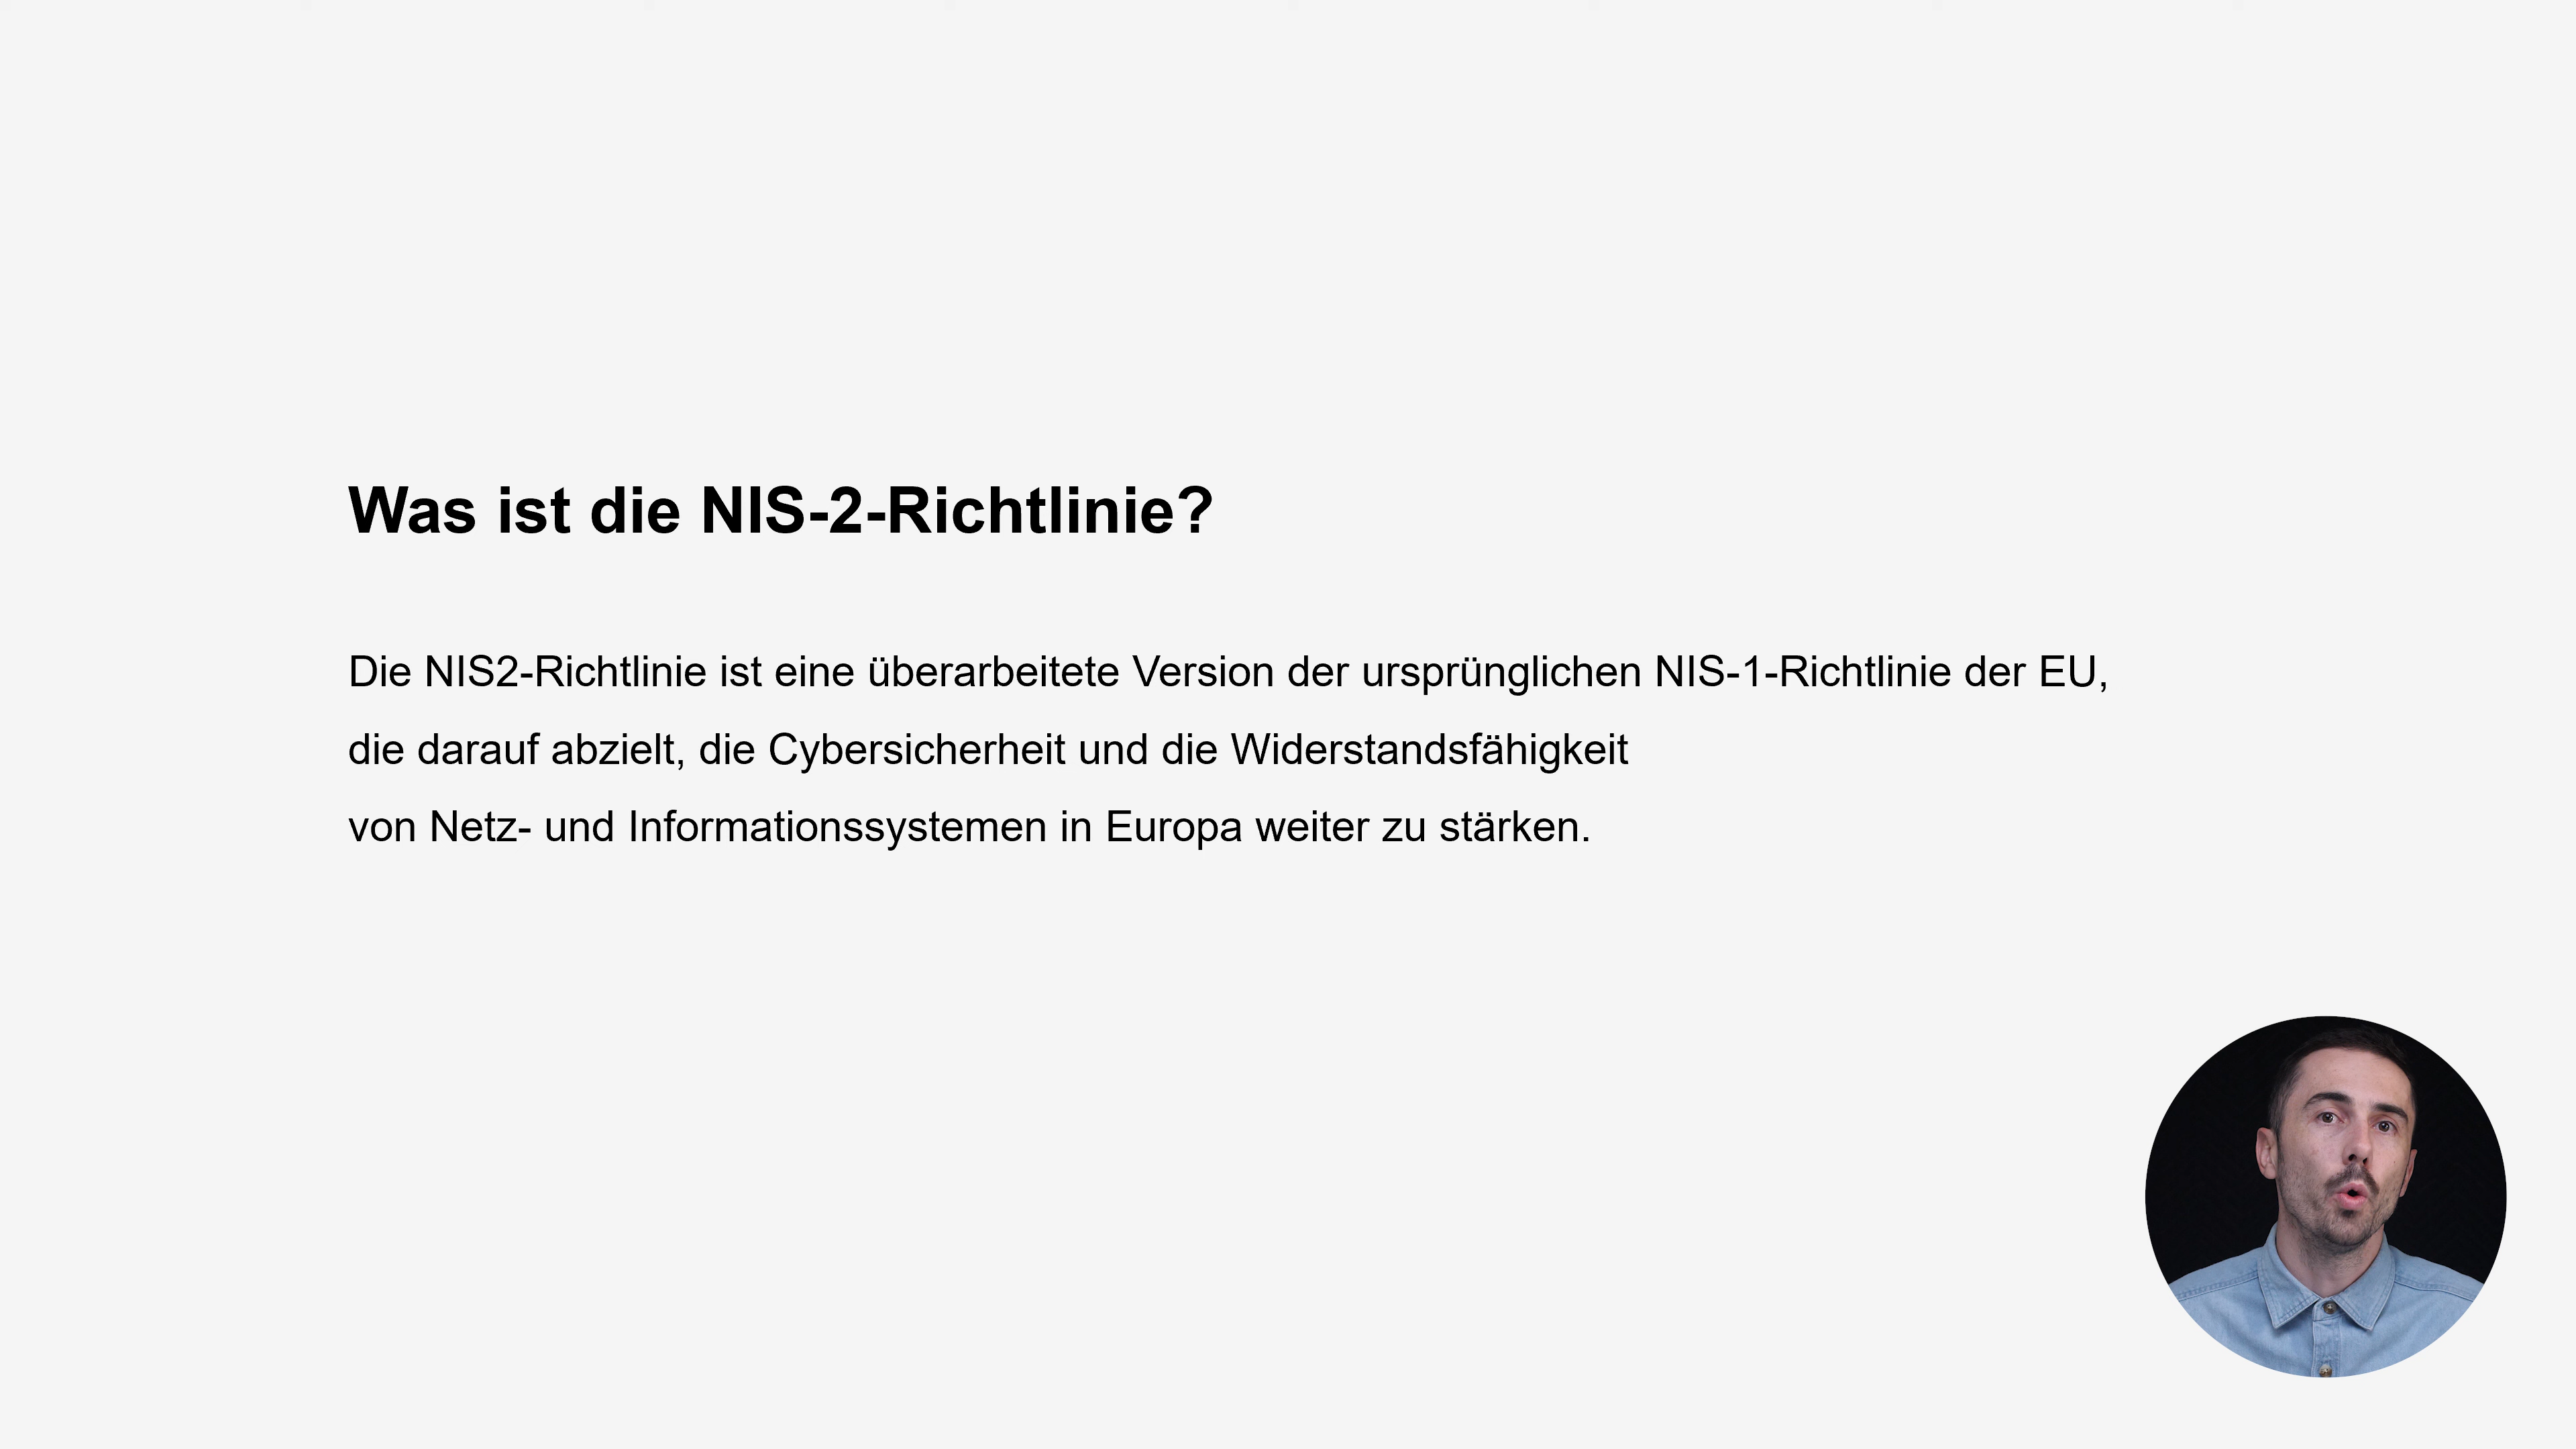 Was ist die NIS-2-Richtlinie?
Die NIS2-Richtlinie ist eine überarbeitete Version der ursprünglichen NIS-1-Richtlinie der EU,
die darauf abzielt, die Cybersicherheit und die Widerstandsfähigkeit
von Netz- und Informationssystemen in Europa weiter zu stärken.